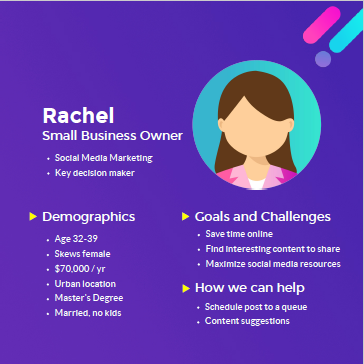 Rachel
Small Business Owner
Social Media Marketing
Key decision maker
Demographics
Age 32-39
Skews female
$70,000 / yr
Urban location
Master's Degree
Married, no kids
Goals and Challenges
Save time online
Find interesting content to share
Maximize social media resources
How we can help
Schedule post to a queue
Content suggestions